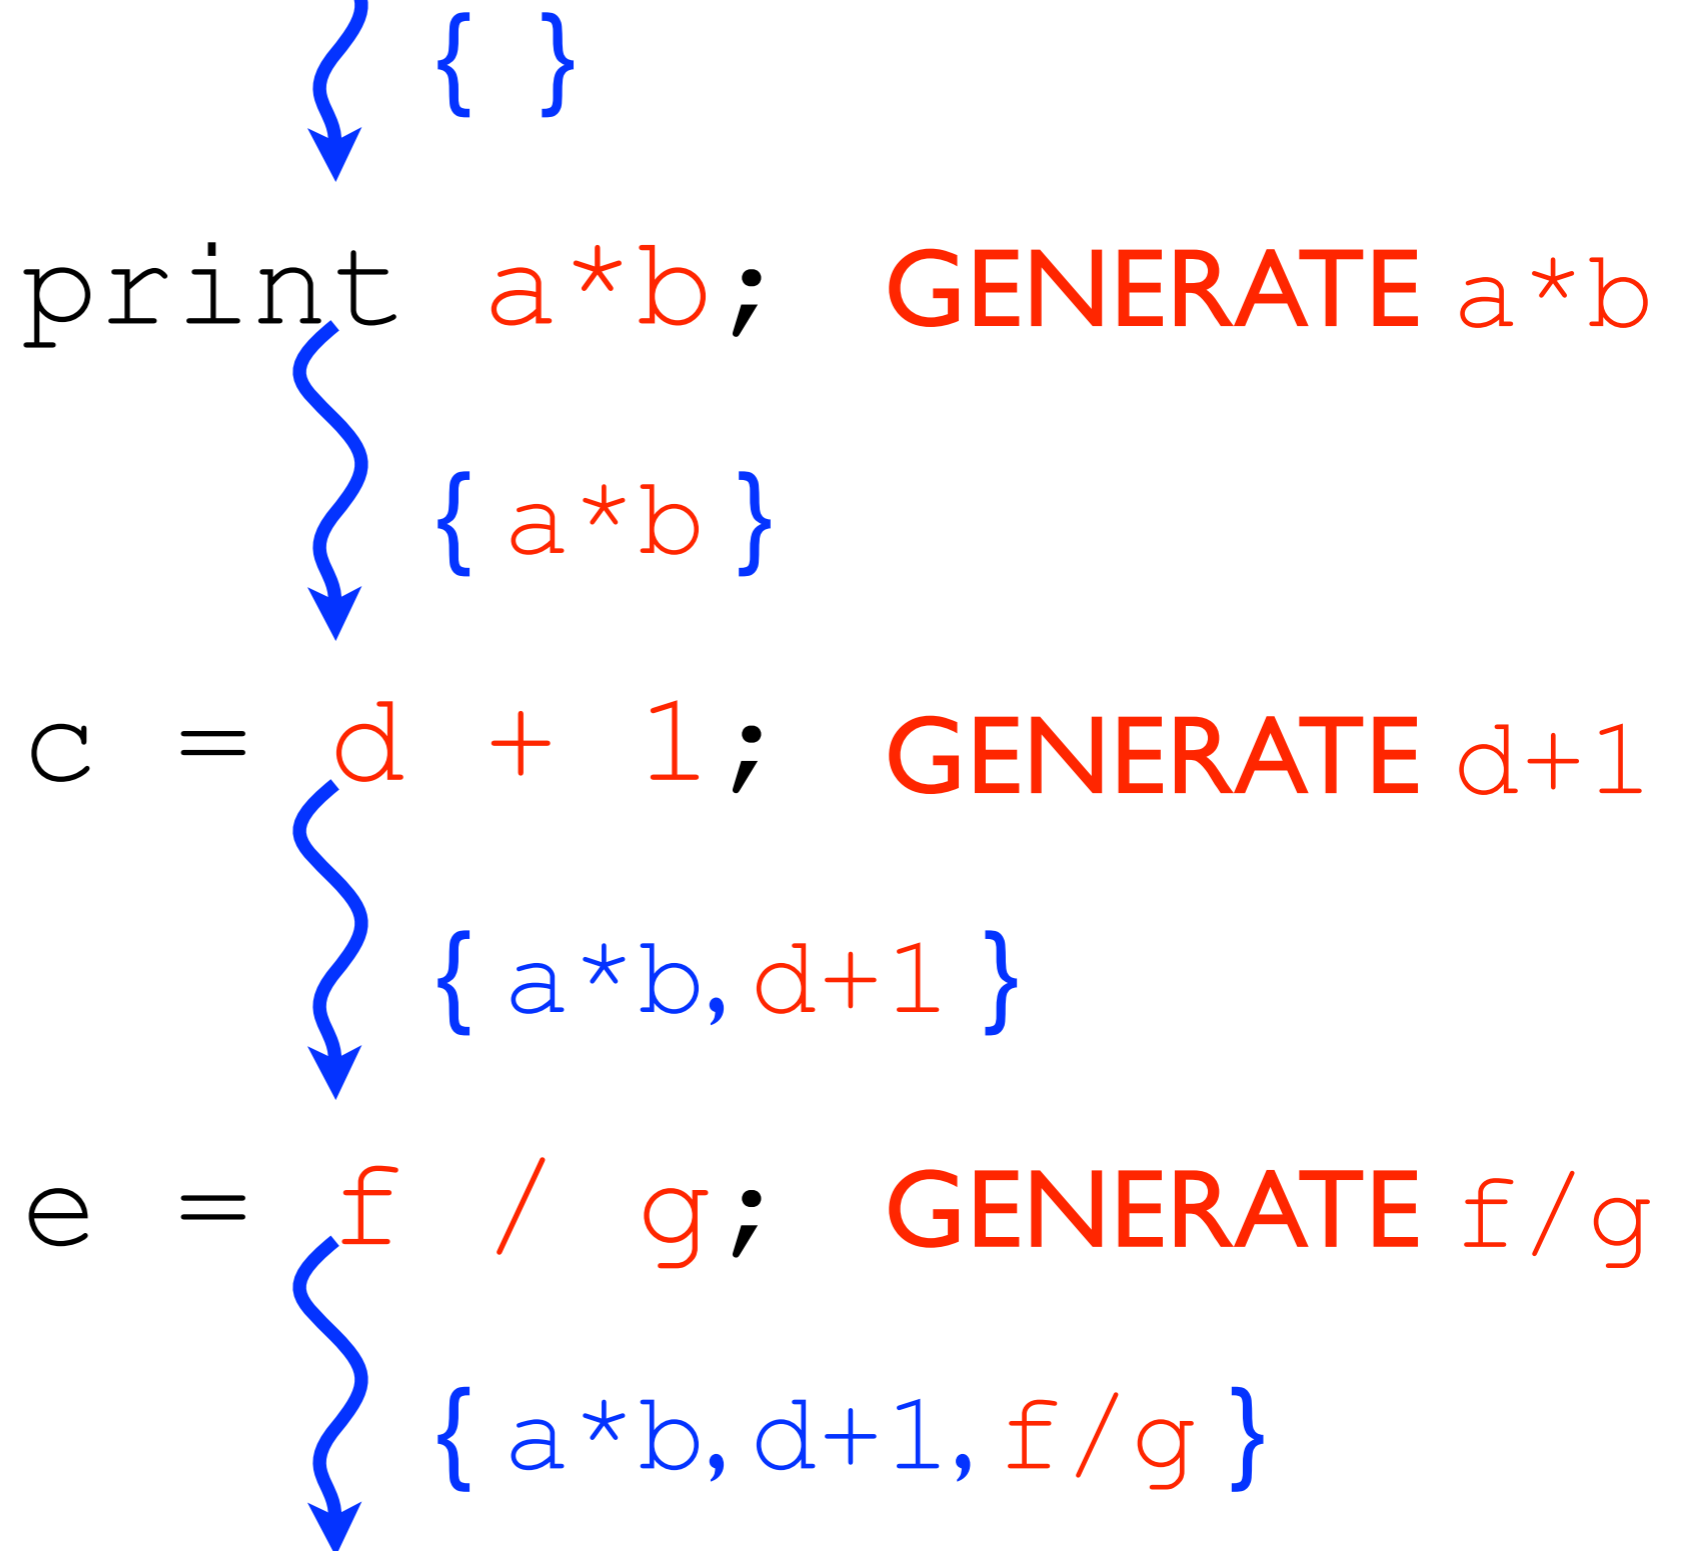 { }
print a*b; GENERATE a*b
{ a*b }
c = d + 1; GENERATE d+1
{ a*b, d+1 }
e = f / g; GENERATE f/g
{ a*b, d+1, f/g }